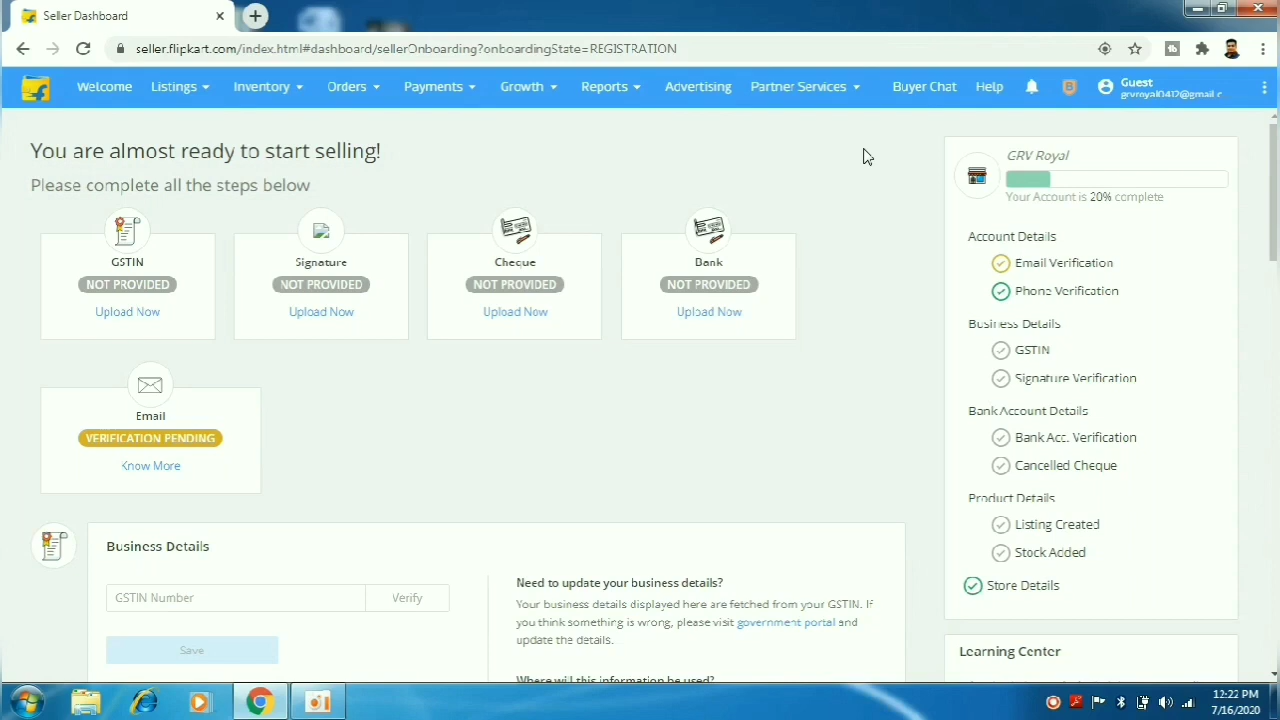 Seller Dashboard
seller.flipkart.com/index.html#dashboard/sellerOnboarding?onboardingState=REGISTRATION
Welcome Listings Inventory Orders Payments Growth Reports Advertising Partner Services Buyer Chat Help Guest
You are almost ready to start selling!
Please complete all the steps below
GSTIN
NOT PROVIDED
Upload Now
Signature
NOT PROVIDED
Upload Now
Cheque
NOT PROVIDED
Upload Now
Bank
NOT PROVIDED
Upload Now
Email
VERIFICATION PENDING
Know More
Business Details
GSTIN Number Verify
Save
Need to update your business details?
Your business details displayed here are fetched from your GSTIN. If
you think something is wrong, please visit government portal and
update the details.
Where will this information be used?
GRV Royal
Your Account is 20% complete
Account Details
Email Verification
Phone Verification
Business Details
GSTIN
Signature Verification
Bank Account Details
Bank Acc. Verification
Cancelled Cheque
Product Details
Listing Created
Stock Added
Store Details
Learning Center
12:22 PM
7/16/2020